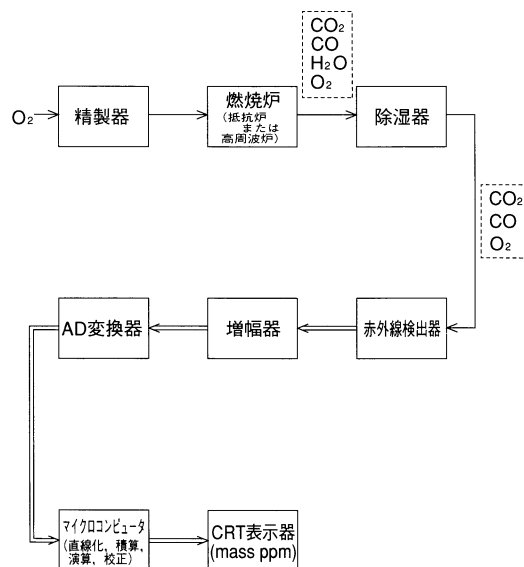 CO₂
CO
H₂O
O₂
O₂
精製器
燃焼炉
(抵抗炉
または
高周波炉)
除湿器
CO₂
CO
O₂
AD変換器
増幅器
赤外線検出器
マイクロコンピュータ
(直線化, 積算,
演算, 校正)
CRT表示器
(mass ppm)